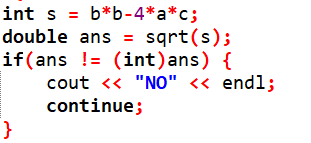 int s = b*b-4*a*c;
double ans = sqrt(s);
if(ans != (int)ans) {
    cout << "NO" << endl;
    continue;
}